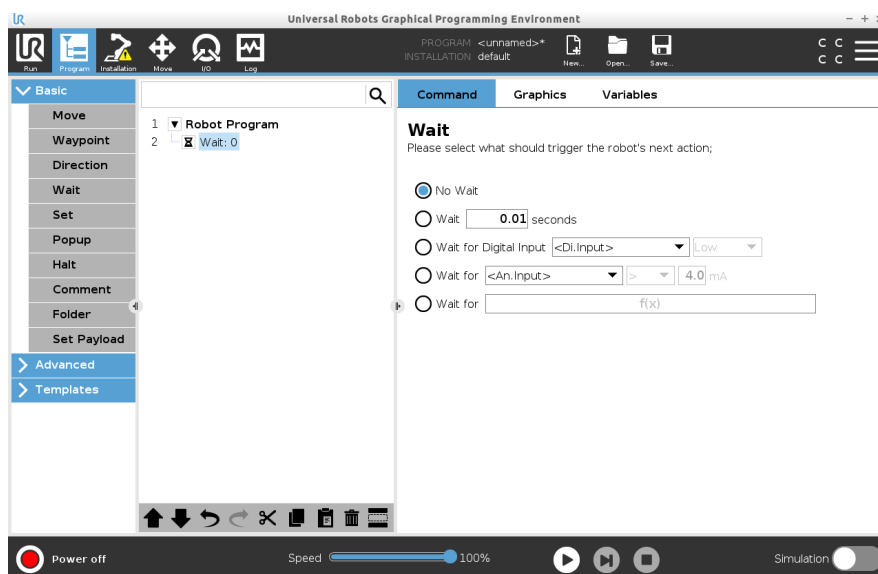 UR
Universal Robots Graphical Programming Environment
UR
Run
Program
Installation
Move
I/O
Log
PROGRAM <unnamed>*
INSTALLATION default
New...
Open...
Save...
C C
C C
Basic
Move
Waypoint
Direction
Wait
Set
Popup
Halt
Comment
Folder
Set Payload
Advanced
Templates
1 Robot Program
2 Wait: 0
Command Graphics Variables
Wait
Please select what should trigger the robot's next action;
No Wait
Wait 0.01 seconds
Wait for Digital Input <Di.Input> Low
Wait for <An.Input> > 4.0 mA
Wait for f(x)
Power off
Speed 100%
Simulation